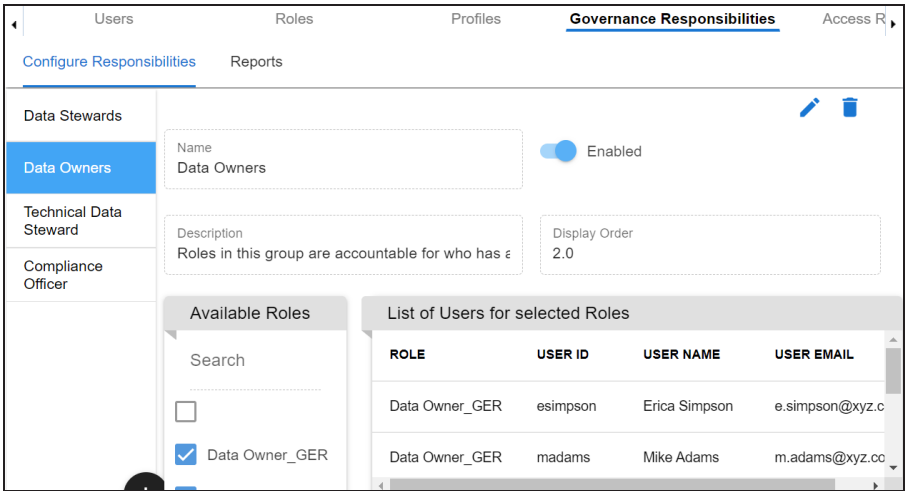 Users Roles Profiles Governance Responsibilities Access R
Configure Responsibilities Reports
Data Stewards
Data Owners
Technical Data
Steward
Compliance
Officer
Name
Data Owners
Enabled
Description
Roles in this group are accountable for who has a
Display Order
2.0
Available Roles
Search
Data Owner_GER
List of Users for selected Roles
ROLE USER ID USER NAME USER EMAIL
Data Owner_GER esimpson Erica Simpson e.simpson@xyz.c
Data Owner_GER madams Mike Adams m.adams@xyz.co